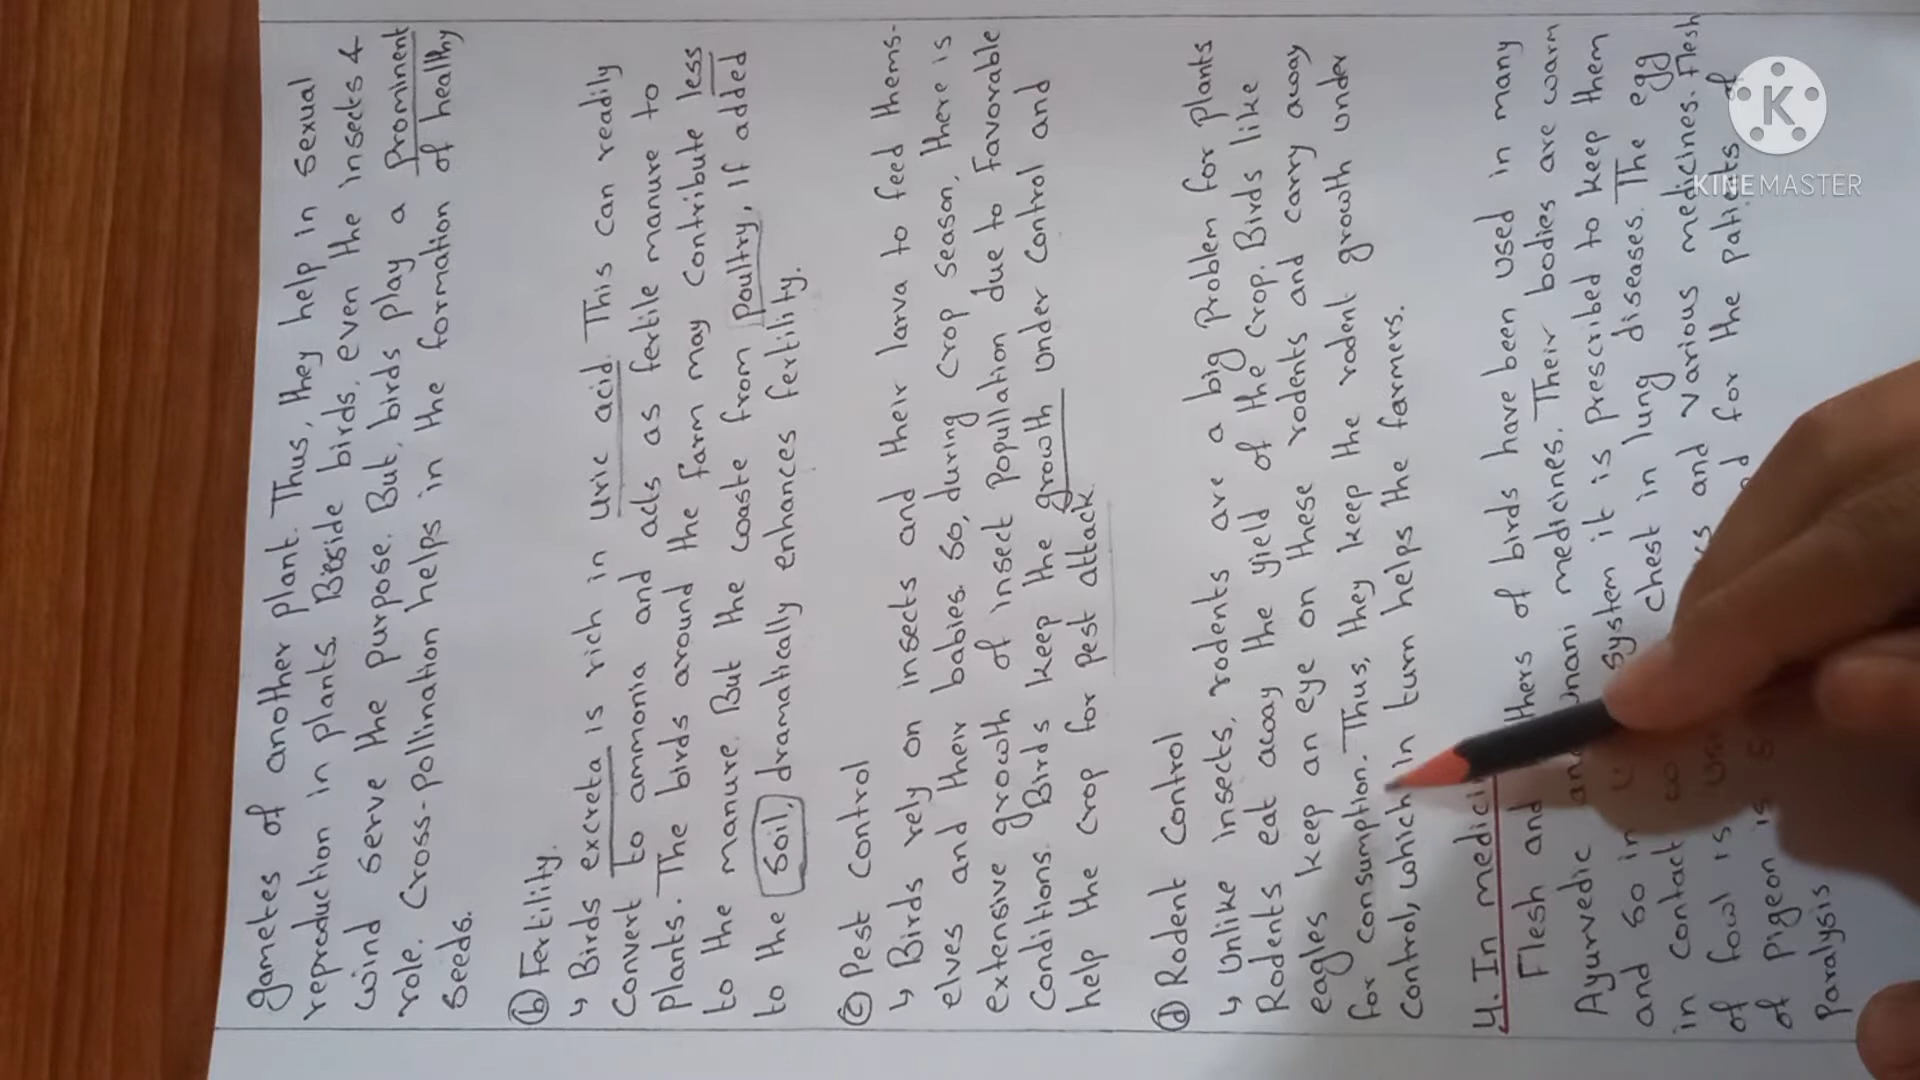 gametes of another plant. Thus, they help in sexual
reproduction in plants. Beside birds, even the insects &
wind serve the purpose. But, birds play a prominent
role. Cross-pollination helps in the formation of healthy
seeds.
(b) Fertility.
↳ Birds excreta is rich in uric acid. This can readily
convert to ammonia and acts as fertile manure to
plants. The birds around the farm may contribute less
to the manure. But the waste from poultry, if added
to the soil, dramatically enhances fertility.
(c) Pest control
↳ Birds rely on insects and their larva to feed thems-
elves and their babies. So, during crop season, there is
extensive growth of insect popullation due to favorable
conditions. Birds keep the growth under control and
help the crop for pest attack.
(d) Rodent control
↳ Unlike insects, rodents are a big problem for plants
Rodents eat away the yield of the crop. Birds like
eagles keep an eye on these rodents and carry away
for consumption. Thus, they keep the rodent growth under
control, which in turn helps the farmers.
4. In
Flesh and of birds have been used in many
Ayurvedic unani medicines. Their bodies are warm
and so in system it is prescribed to keep them
in contact chest in lung diseases. The egg
of fowl is and various medicines. Flesh
of pigeon is for the patients of
paralysis
K
KINEMASTER